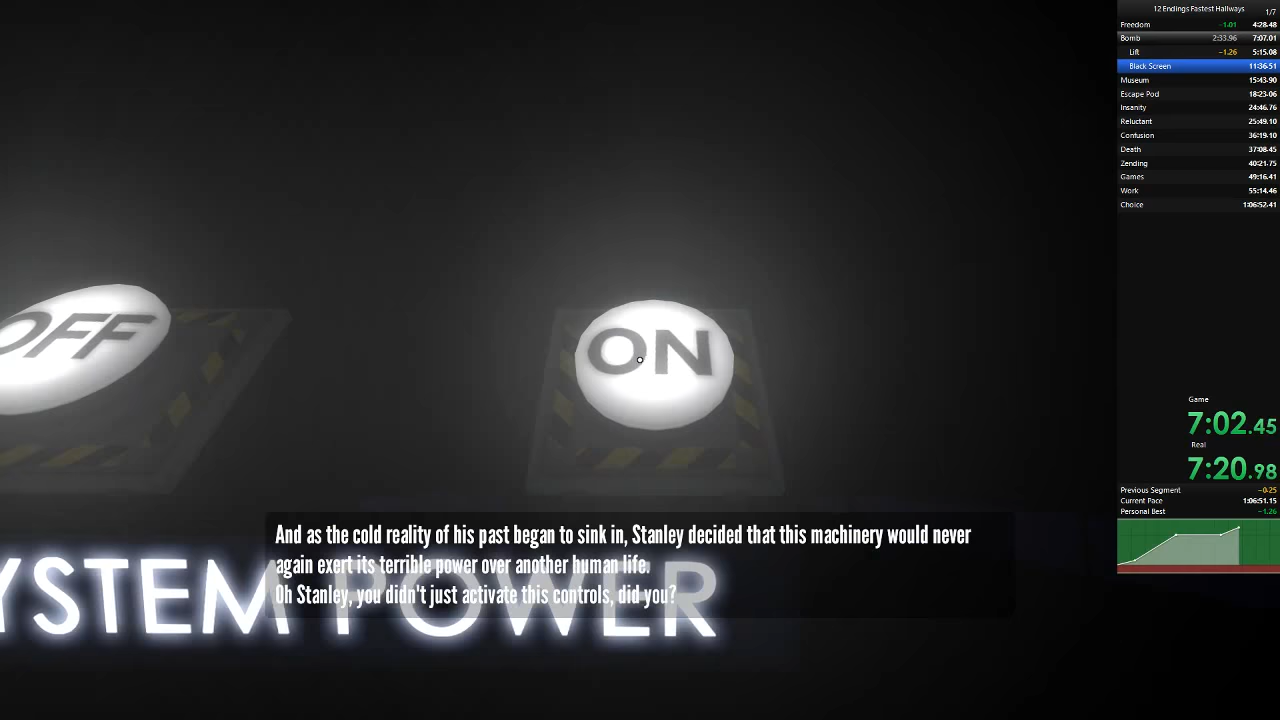 12 Endings Fastest Hallways 1/7
Freedom -1.01 4:28.48
Bomb 2:33.96 7:07.01
Lift -1.26 5:15.08
Black Screen 11:36.51
Museum 15:43.90
Escape Pod 18:23.06
Insanity 24:46.76
Reluctant 25:49.10
Confusion 36:19.10
Death 37:08.45
Zending 40:21.75
Games 49:16.41
Work 55:14.46
Choice 1:06:52.41
OFF
ON
Game
7:02.45
Real
7:20.98
Previous Segment -0.25
Current Pace 1:06:51.15
Personal Best -1.26
And as the cold reality of his past began to sink in, Stanley decided that this machinery would never
again exert its terrible power over another human life.
Oh Stanley, you didn't just activate this controls, did you?
YSTEM POWER